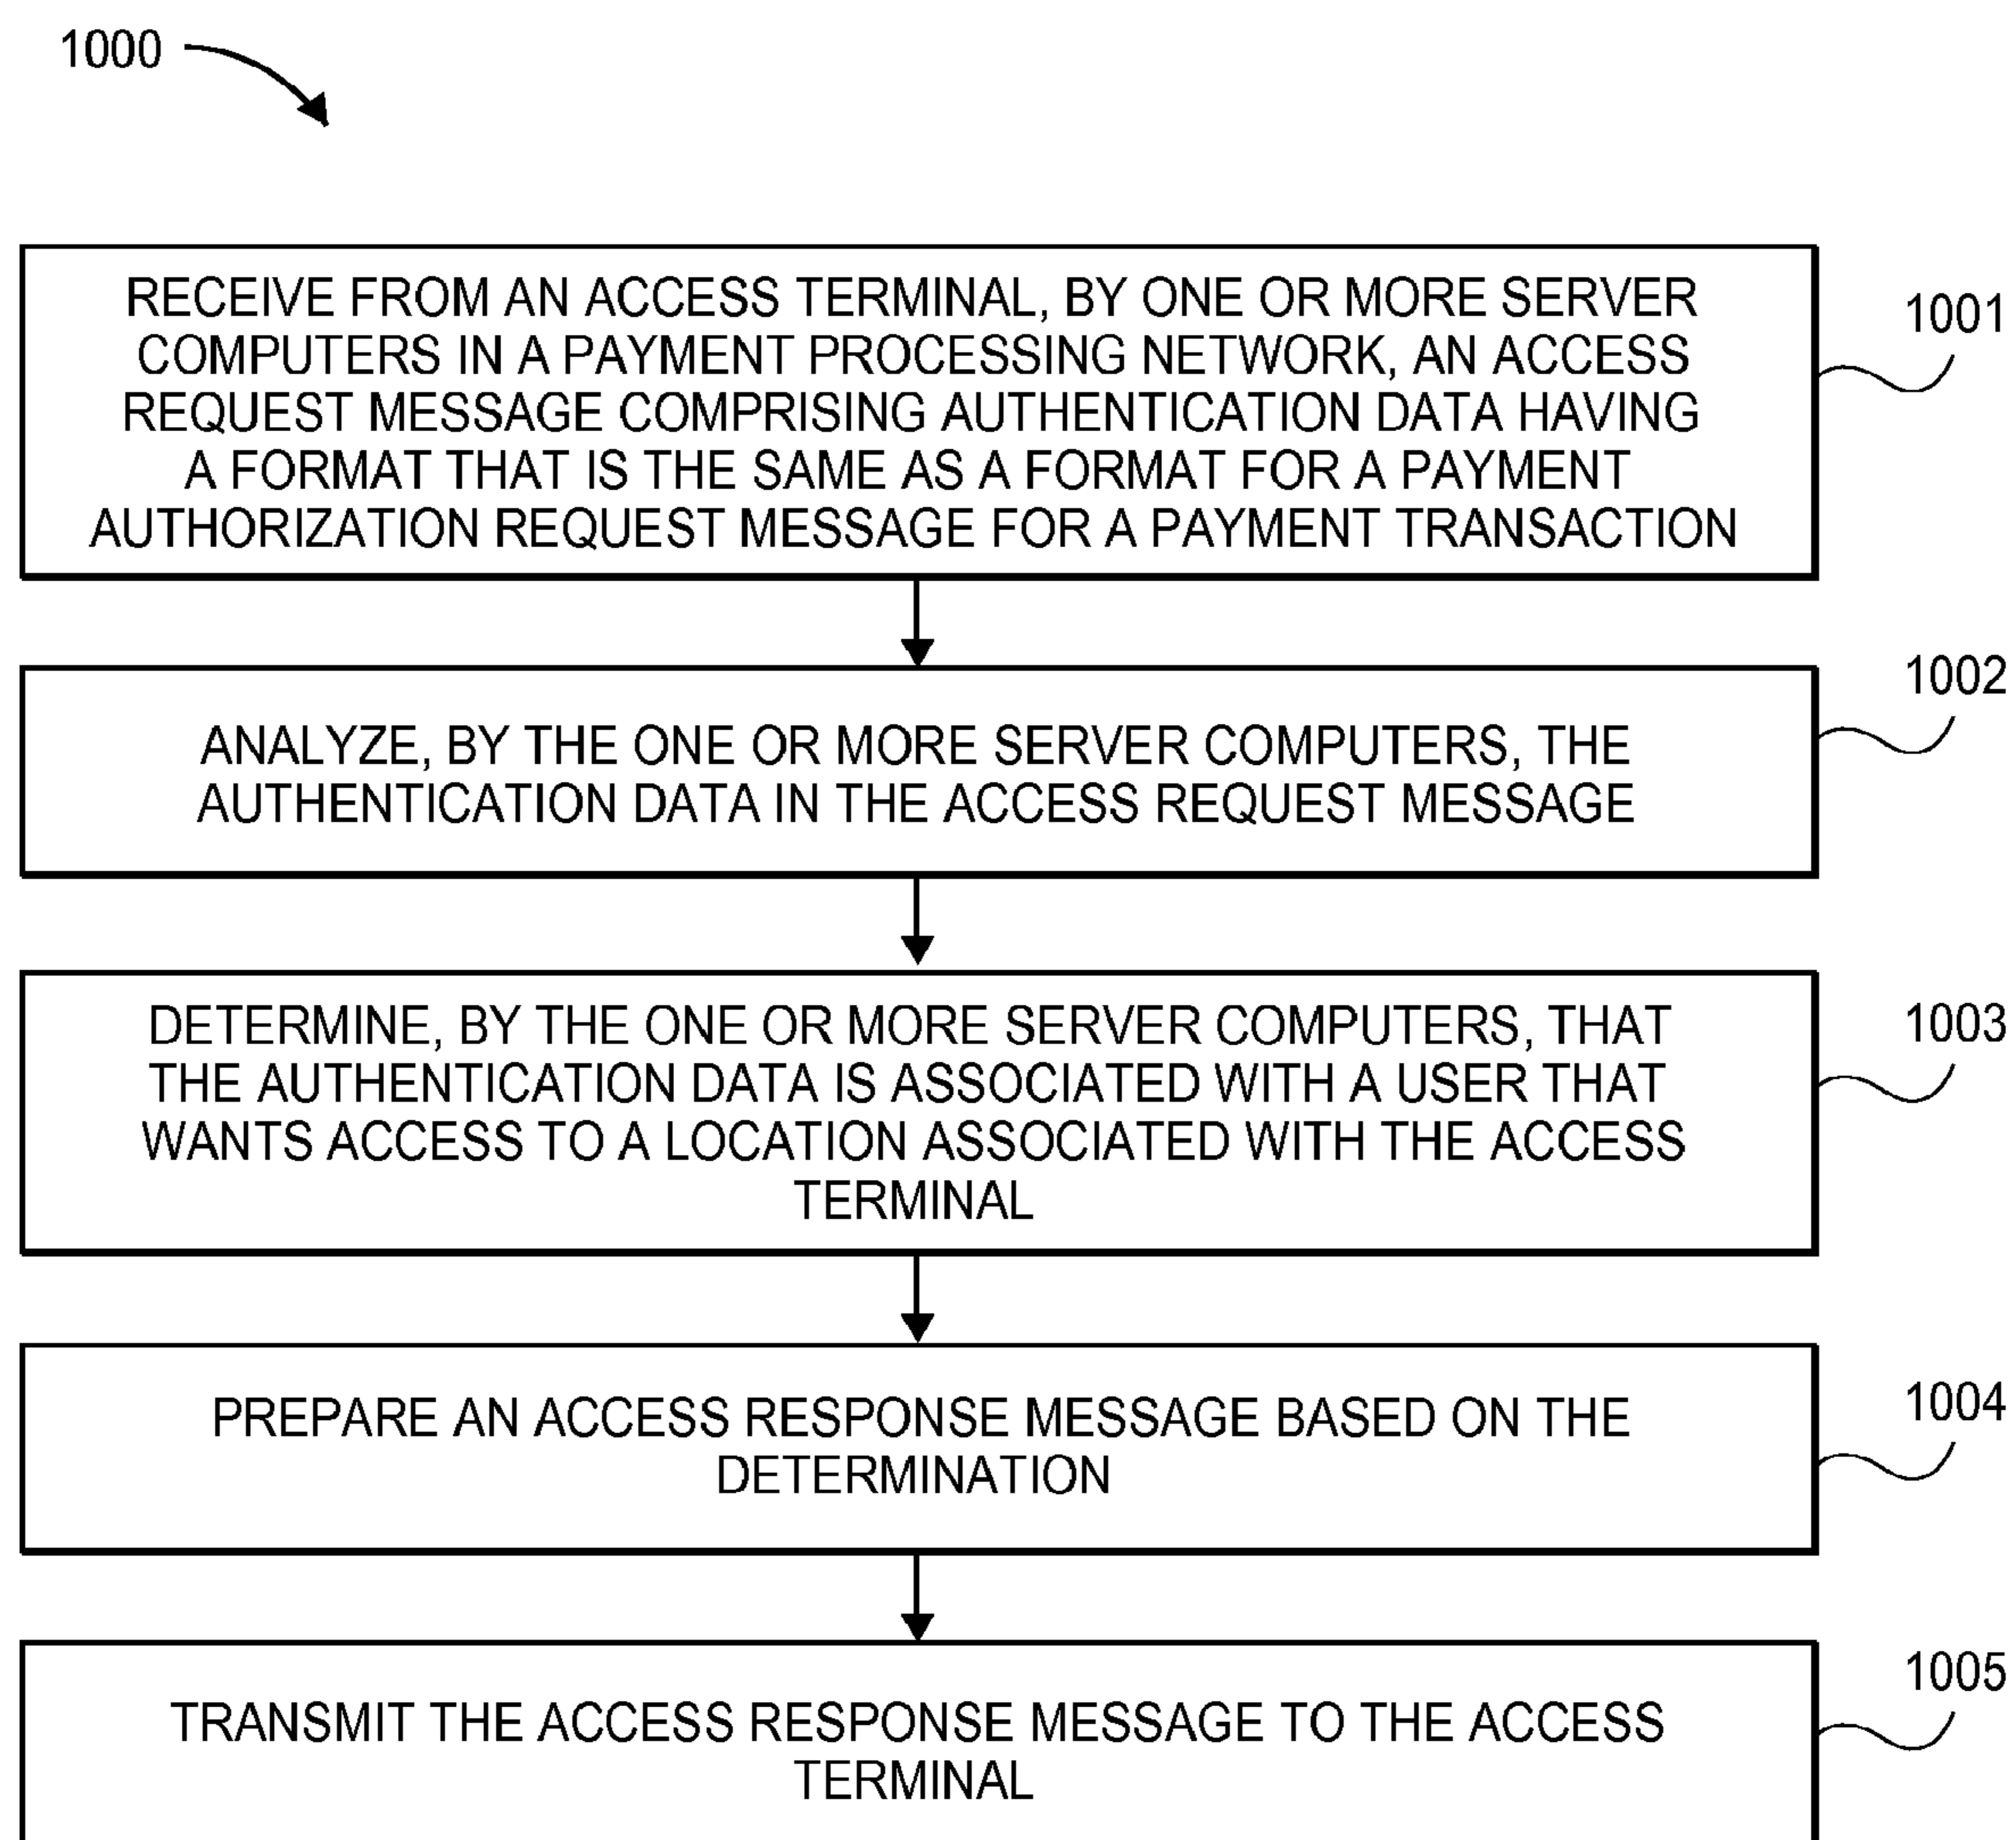 1000
RECEIVE FROM AN ACCESS TERMINAL, BY ONE OR MORE SERVER
COMPUTERS IN A PAYMENT PROCESSING NETWORK, AN ACCESS
REQUEST MESSAGE COMPRISING AUTHENTICATION DATA HAVING
A FORMAT THAT IS THE SAME AS A FORMAT FOR A PAYMENT
AUTHORIZATION REQUEST MESSAGE FOR A PAYMENT TRANSACTION
1001
ANALYZE, BY THE ONE OR MORE SERVER COMPUTERS, THE
AUTHENTICATION DATA IN THE ACCESS REQUEST MESSAGE
1002
DETERMINE, BY THE ONE OR MORE SERVER COMPUTERS, THAT
THE AUTHENTICATION DATA IS ASSOCIATED WITH A USER THAT
WANTS ACCESS TO A LOCATION ASSOCIATED WITH THE ACCESS
TERMINAL
1003
PREPARE AN ACCESS RESPONSE MESSAGE BASED ON THE
DETERMINATION
1004
TRANSMIT THE ACCESS RESPONSE MESSAGE TO THE ACCESS
TERMINAL
1005